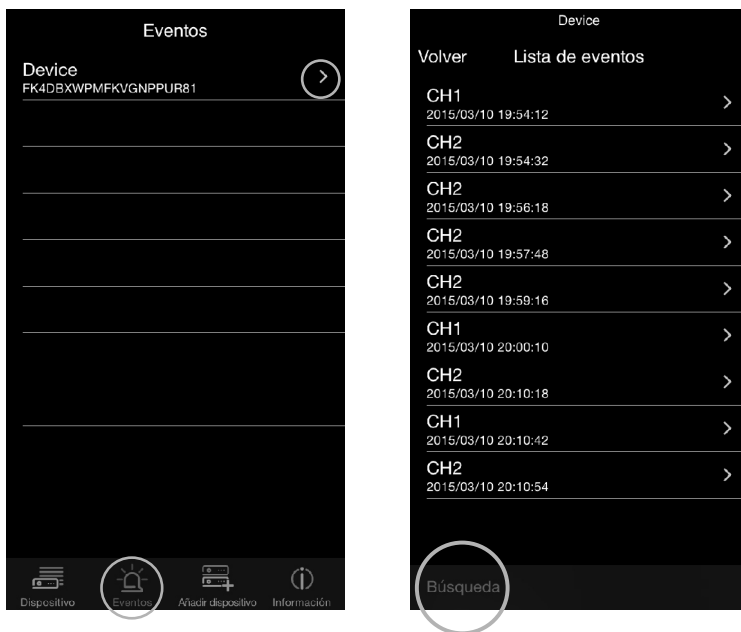 Eventos
Device
FK4DBXWPMFKVGNPPUR81
Dispositivo
Eventos
Añadir dispositivo
Información
Device
Volver
Lista de eventos
CH1
2015/03/10 19:54:12
CH2
2015/03/10 19:54:32
CH2
2015/03/10 19:56:18
CH2
2015/03/10 19:57:48
CH2
2015/03/10 19:59:16
CH1
2015/03/10 20:00:10
CH2
2015/03/10 20:10:18
CH1
2015/03/10 20:10:42
CH2
2015/03/10 20:10:54
Búsqueda